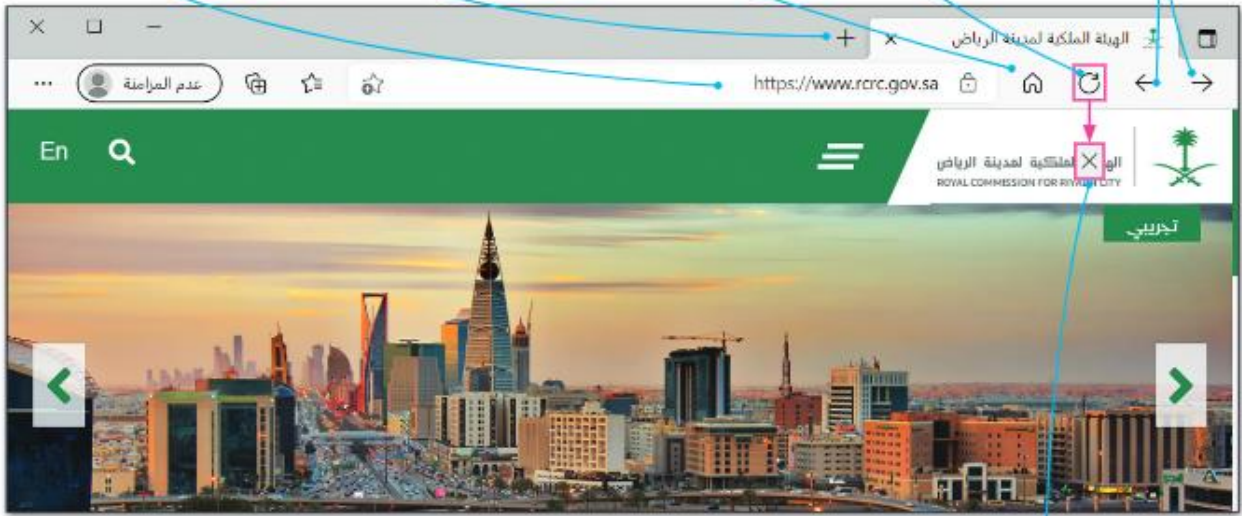 الهيئة الملكية لمدينة الرياض
https://www.rcrc.gov.sa
عدم المزامنة
الهيئة الملكية لمدينة الرياض
ROYAL COMMISSION FOR RIYADH CITY
En
تجريبي